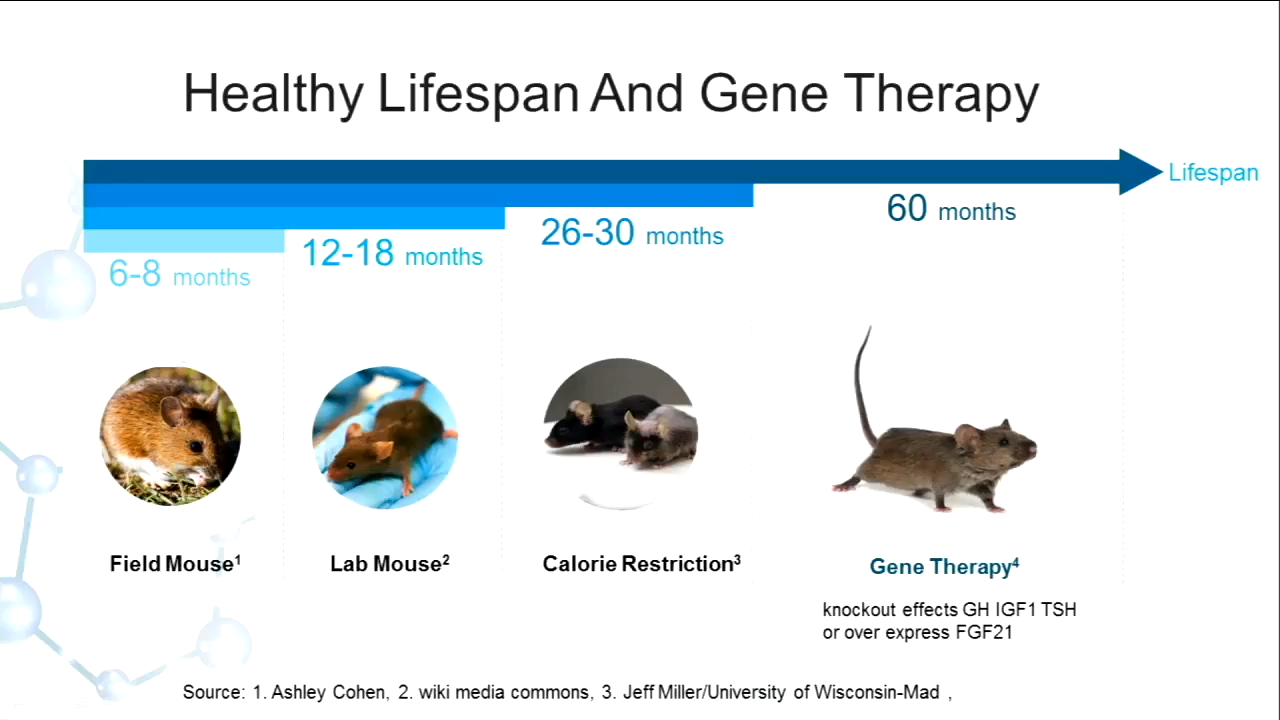 Healthy Lifespan And Gene Therapy
Lifespan
60 months
26-30 months
12-18 months
6-8 months
Field Mouse1
Lab Mouse2
Calorie Restriction3
Gene Therapy4
knockout effects GH IGF1 TSH
or over express FGF21
Source: 1. Ashley Cohen, 2. wiki media commons, 3. Jeff Miller/University of Wisconsin-Mad ,